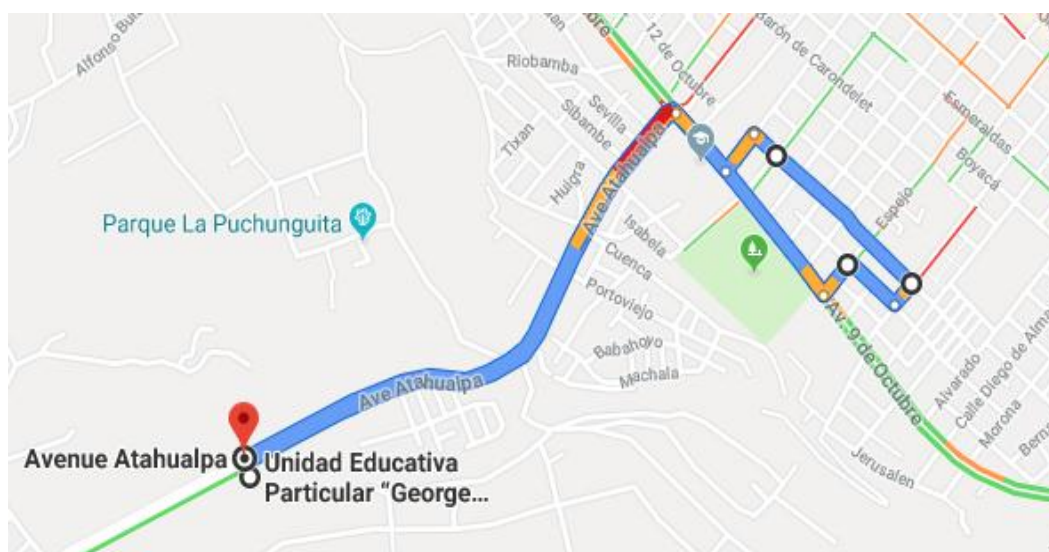 12 de Octubre
Barón de Carondelet
Riobamba
Sevilla
Sibambe
Tixan
Huigra
Ave Atahualpa
Esmeraldas
Boyacá
Espejo
Parque La Puchunguita
Isabela
Cuenca
Portoviejo
Babahoyo
Machala
Av. 9 de Octubre
Ave Atahualpa
Alvarado
Calle Diego de Alma
Morona
Berna
Jerusalen
Avenue Atahualpa
Unidad Educativa
Particular “George...